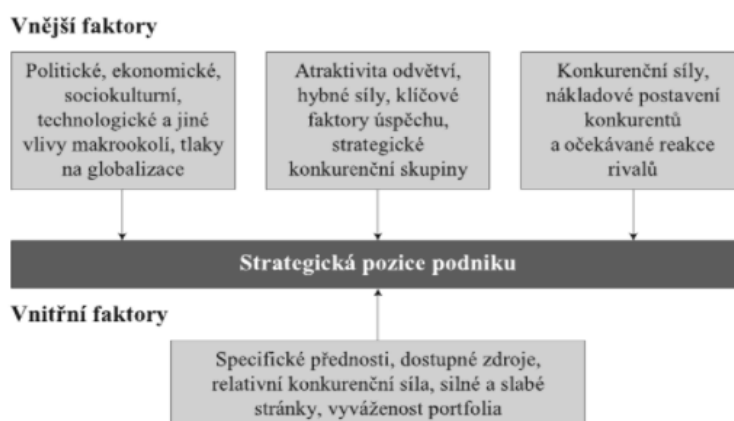 Vnější faktory
Politické, ekonomické,
sociokulturní,
technologické a jiné
vlivy makrookolí, tlaky
na globalizace
Atraktivita odvětví,
hybné síly, klíčové
faktory úspěchu,
strategické
konkurenční skupiny
Konkurenční síly,
nákladové postavení
konkurentů
a očekávané reakce
rivalů
Strategická pozice podniku
Vnitřní faktory
Specifické přednosti, dostupné zdroje,
relativní konkurenční síla, silné a slabé
stránky, vyváženost portfolia